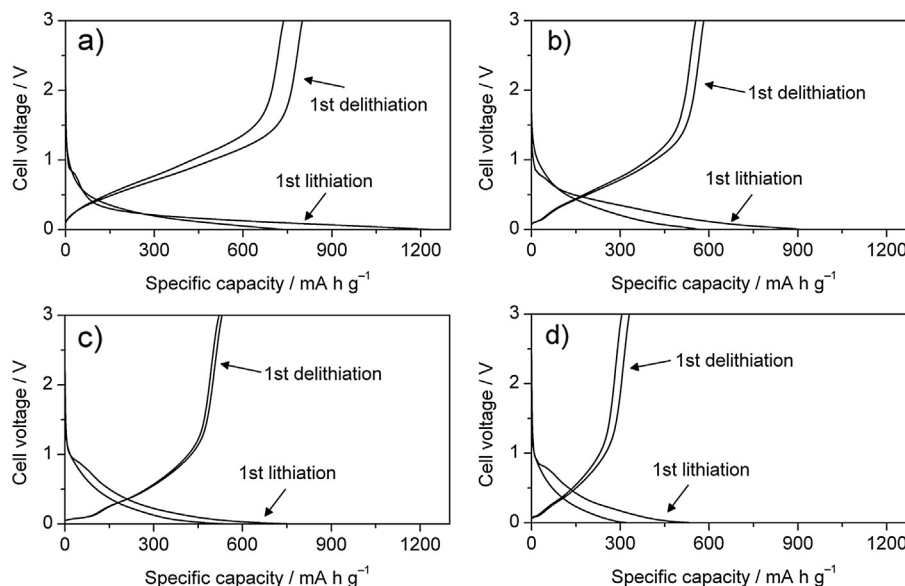 a)
3
2
1
0
Cell voltage / V
1st delithiation
1st lithiation
0 300 600 900 1200
Specific capacity / mA h g⁻¹
b)
3
2
1
0
Cell voltage / V
1st delithiation
1st lithiation
0 300 600 900 1200
Specific capacity / mA h g⁻¹
c)
3
2
1
0
Cell voltage / V
1st delithiation
1st lithiation
0 300 600 900 1200
Specific capacity / mA h g⁻¹
d)
3
2
1
0
Cell voltage / V
1st delithiation
1st lithiation
0 300 600 900 1200
Specific capacity / mA h g⁻¹